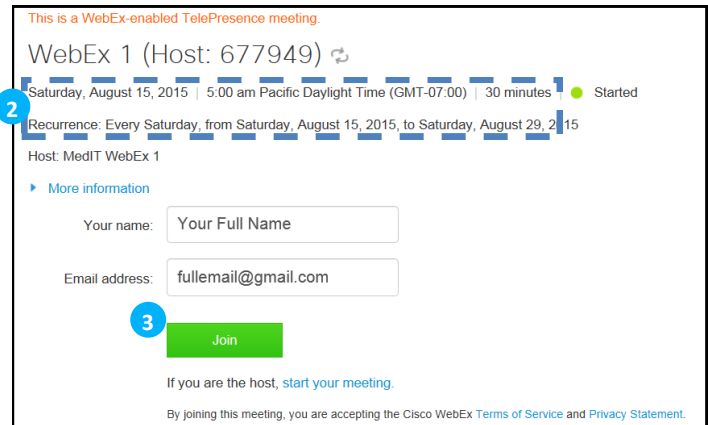 This is a WebEx-enabled TelePresence meeting.
WebEx 1 (Host: 677949)
Saturday, August 15, 2015 | 5:00 am Pacific Daylight Time (GMT-07:00) | 30 minutes | Started
2
Recurrence: Every Saturday, from Saturday, August 15, 2015, to Saturday, August 29, 2015
Host: MedIT WebEx 1
More information
Your name: Your Full Name
Email address: fullemail@gmail.com
3
Join
If you are the host, start your meeting.
By joining this meeting, you are accepting the Cisco WebEx Terms of Service and Privacy Statement.